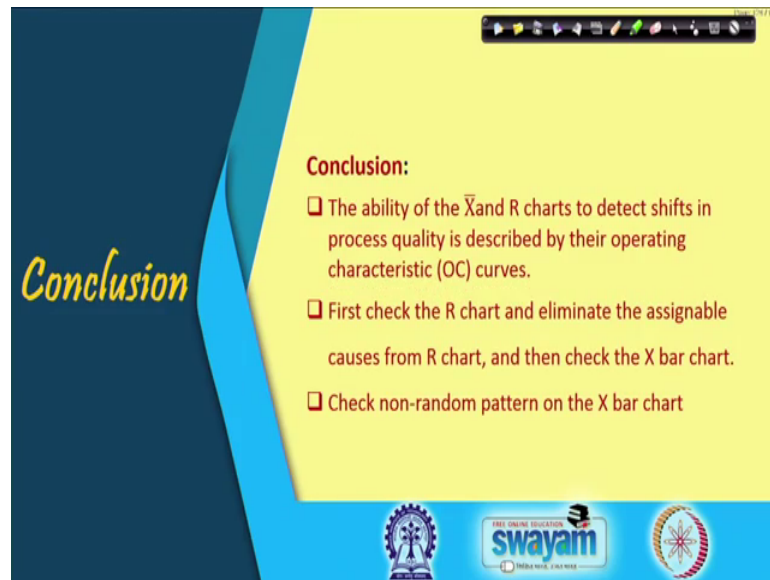 Conclusion
Conclusion:
❑ The ability of the X̅and R charts to detect shifts in
process quality is described by their operating
characteristic (OC) curves.
❑ First check the R chart and eliminate the assignable
causes from R chart, and then check the X bar chart.
❑ Check non-random pattern on the X bar chart
FREE ONLINE EDUCATION
swayam